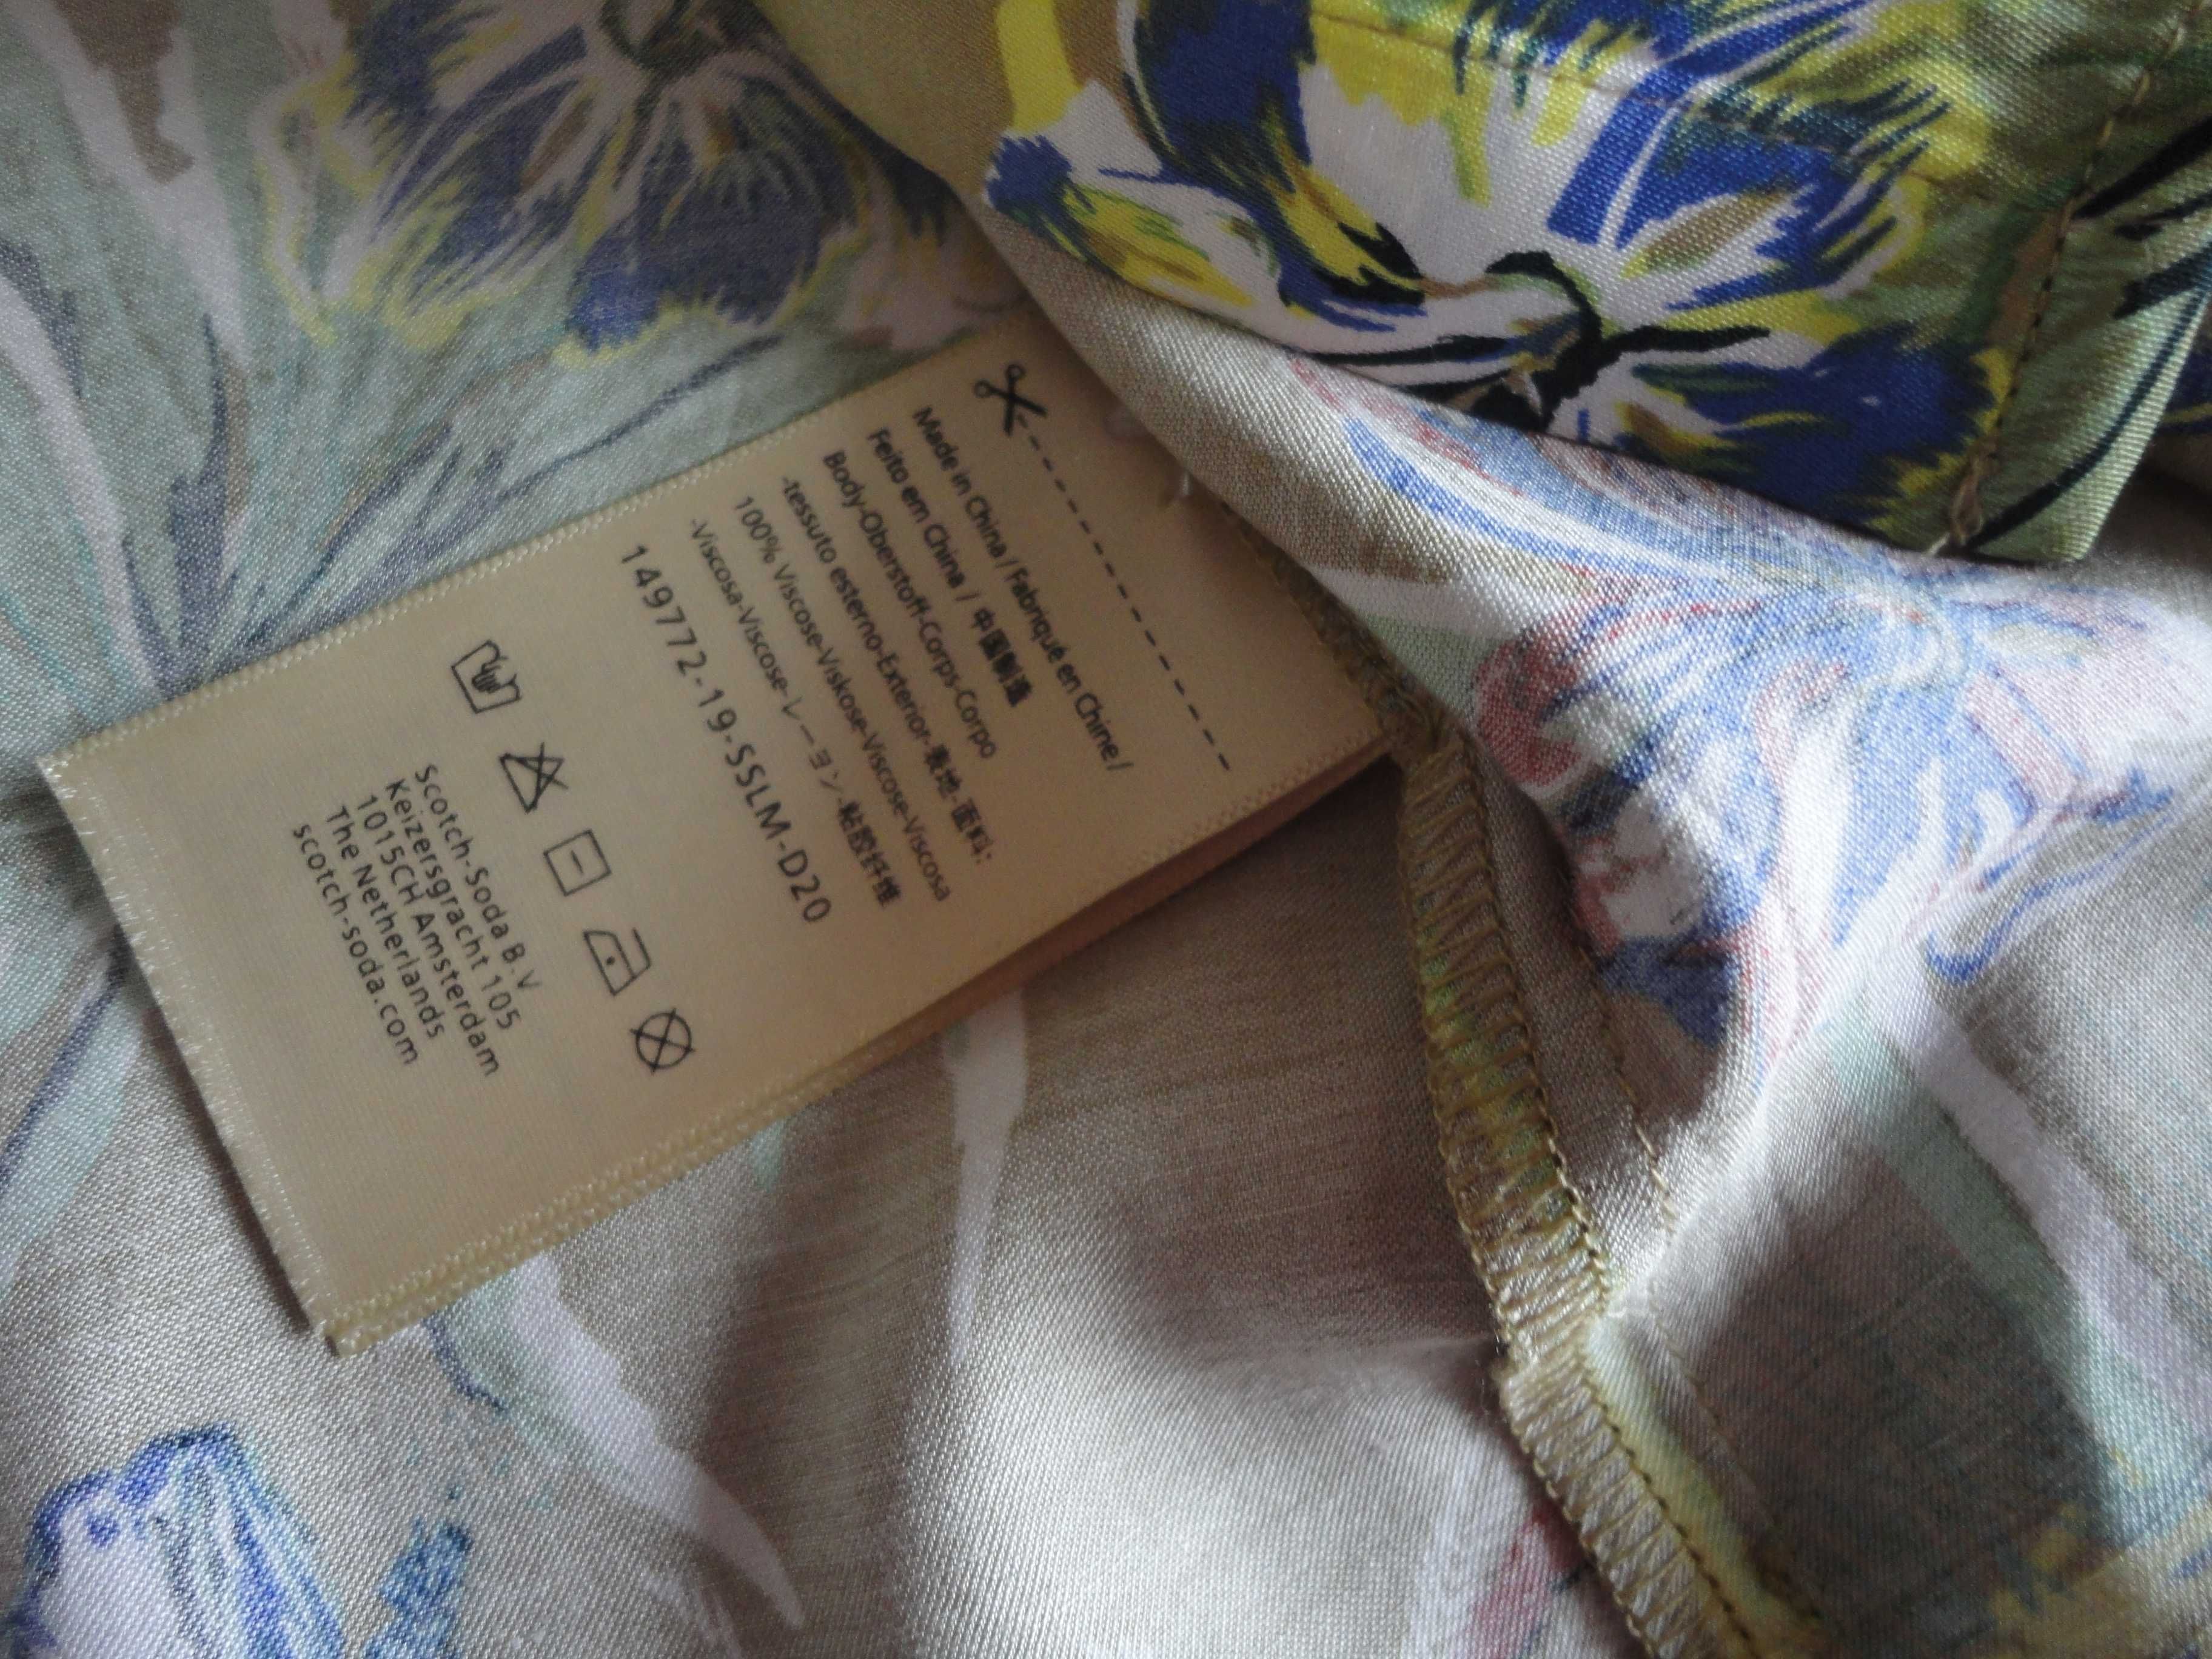 Made in China / Fabriqué en Chine /
Feito em China / 中国制造
Body-Oberstoff-Corps-Corpo
-tessuto esterno-Exterior-表地-面料:
100% Viscose-Viskose-Viscose-Viscosa
-Viscosa-Viscose-レーヨン-粘胶纤维
149772-19-SSLM-D20
Scotch-Soda B.V
Keizersgracht 105
1015CH Amsterdam
The Netherlands
scotch-soda.com